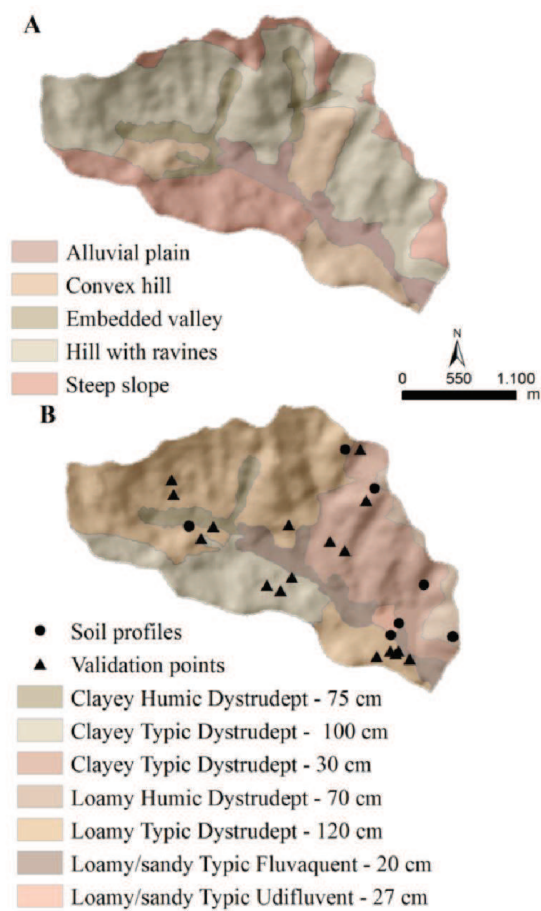 A
Alluvial plain
Convex hill
Embedded valley
Hill with ravines
Steep slope
N
0 550 1.100
m
B
Soil profiles
Validation points
Clayey Humic Dystrudept - 75 cm
Clayey Typic Dystrudept - 100 cm
Clayey Typic Dystrudept - 30 cm
Loamy Humic Dystrudept - 70 cm
Loamy Typic Dystrudept - 120 cm
Loamy/sandy Typic Fluvaquent - 20 cm
Loamy/sandy Typic Udifluvent - 27 cm